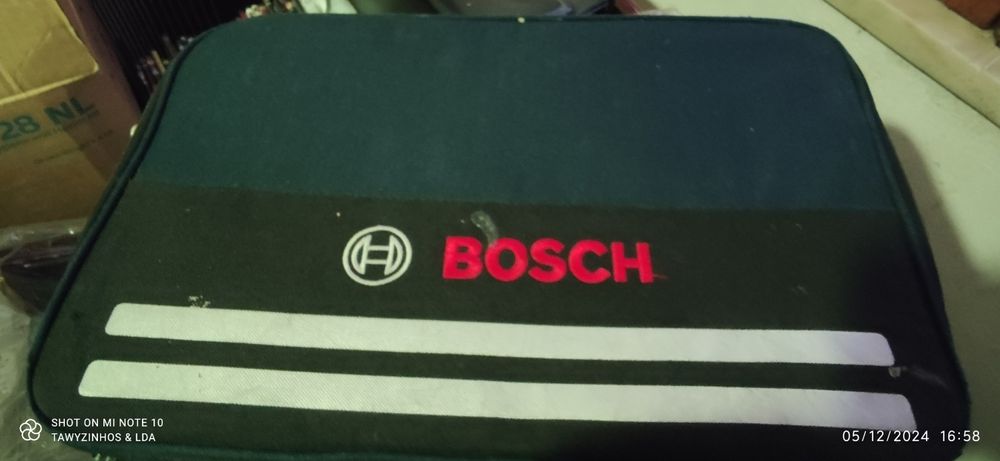 28 NL
BOSCH
SHOT ON MI NOTE 10
TAWYZINHOS & LDA
05/12/2024 16:58